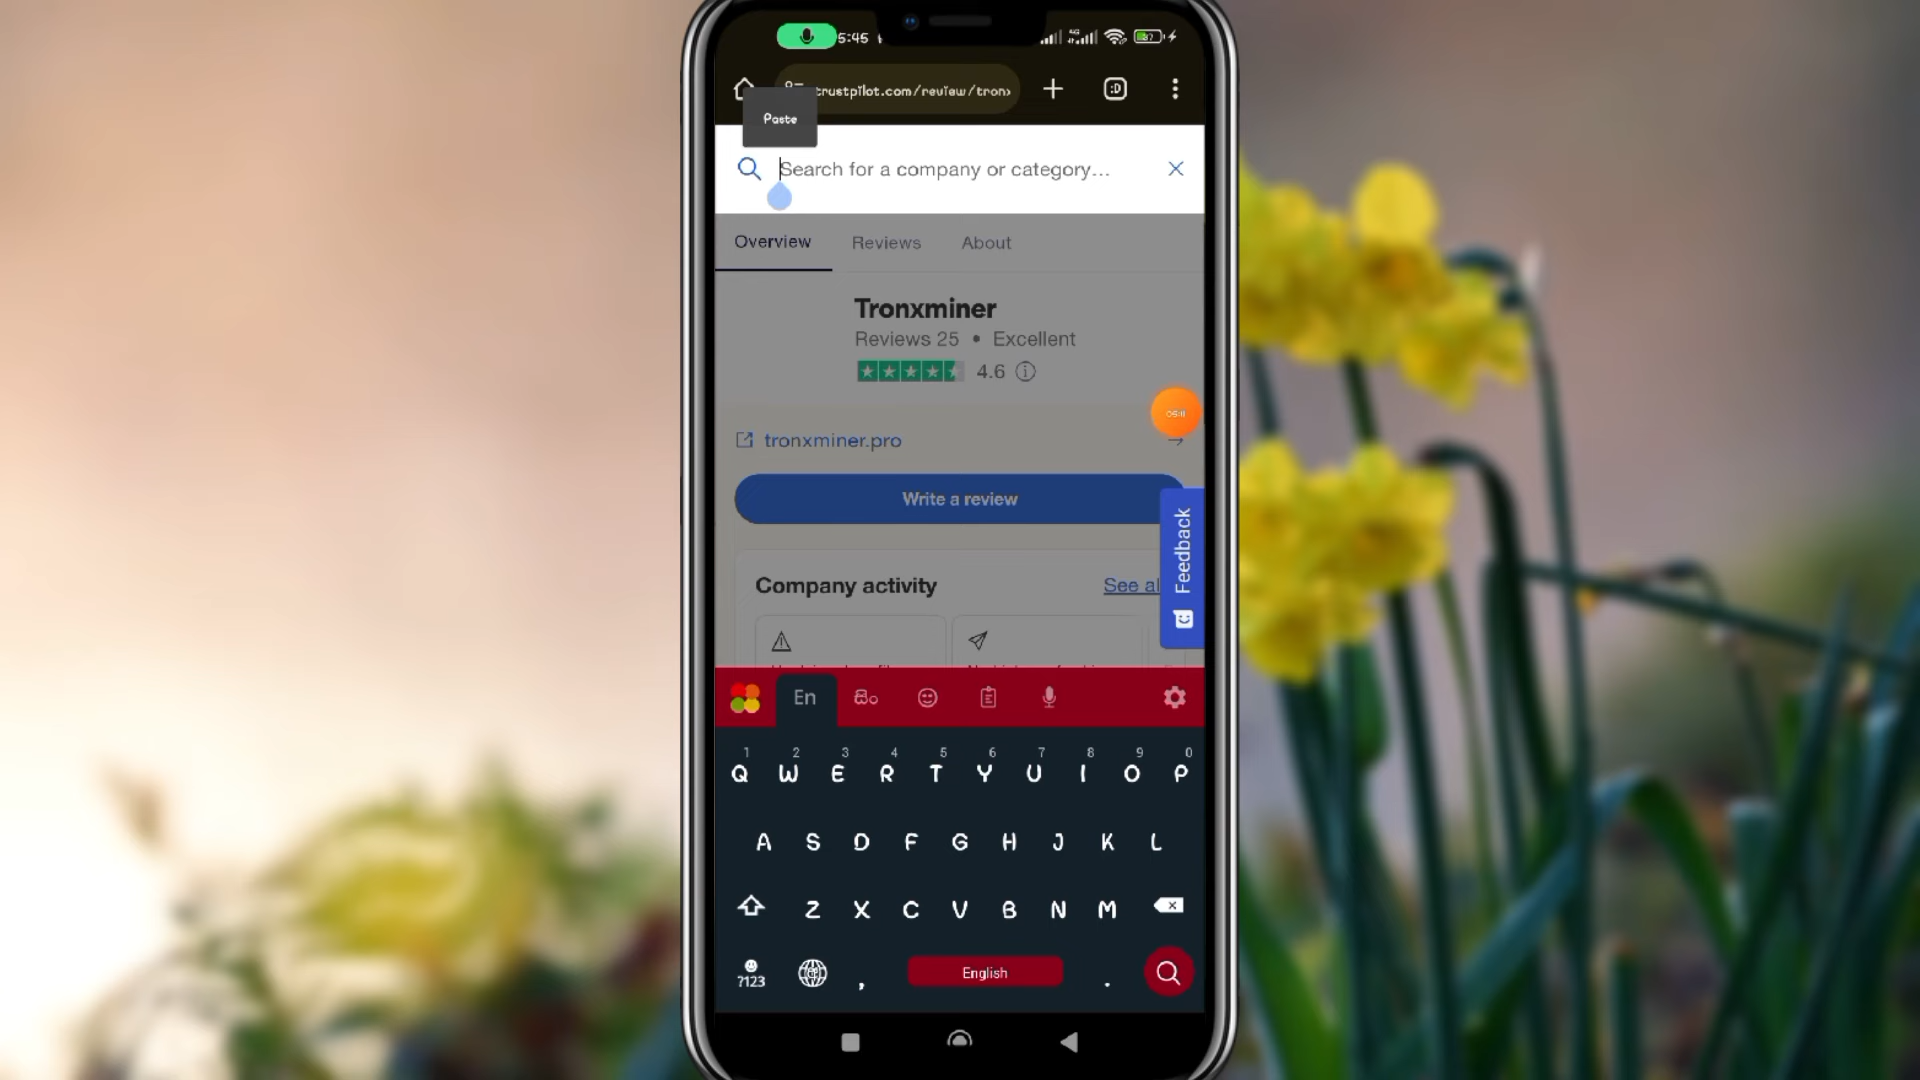 5:45
87
trustpilot.com/review/tronx
:D
Paste
Search for a company or category...
Overview
Reviews
About
Tronxminer
Reviews 25 • Excellent
4.6
tronxminer.pro
Write a review
Feedback
Company activity
See al
En
සිං
1 2 3 4 5 6 7 8 9 0
Q W E R T Y U I O P
A S D F G H J K L
Z X C V B N M
?123
,
English
.